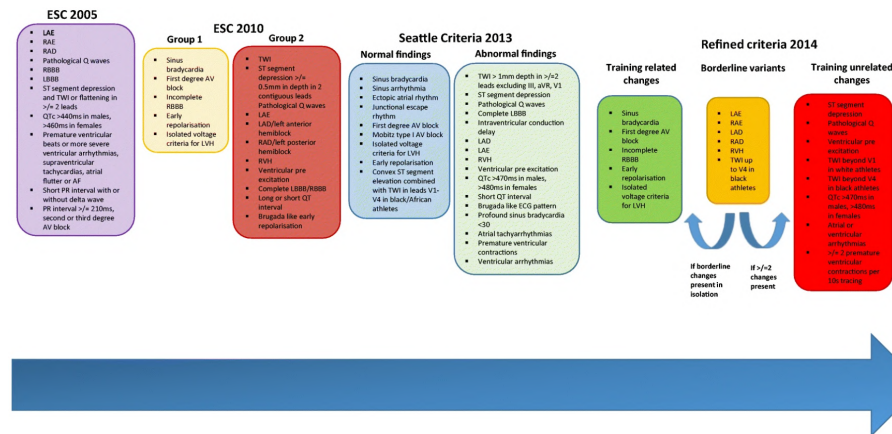 ESC 2005
LAE
RAE
RAD
Pathological Q waves
RBBB
LBBB
ST segment depression
and TWI or flattening in
>/= 2 leads
QTc >440ms in males,
>460ms in females
Premature ventricular
beats or more severe
ventricular arrhythmias,
supraventricular
tachycardias, atrial
flutter or AF
Short PR interval with or
without delta wave
PR interval >/= 210ms,
second or third degree
AV block
ESC 2010
Group 1
Sinus
bradycardia
First degree AV
block
Incomplete
RBBB
Early
repolarisation
Isolated voltage
criteria for LVH
Group 2
TWI
ST segment
depression >/=
0.5mm in depth in 2
contiguous leads
Pathological Q waves
LAE
LAD/left anterior
hemiblock
RAD/left posterior
hemiblock
RVH
Ventricular pre
excitation
Complete LBBB/RBBB
Long or short QT
interval
Brugada like early
repolarisation
Seattle Criteria 2013
Normal findings
Sinus bradycardia
Sinus arrhythmia
Ectopic atrial rhythm
Junctional escape
rhythm
First degree AV block
Mobitz type I AV block
Isolated voltage
criteria for LVH
Early repolarisation
Convex ST segment
elevation combined
with TWI in leads V1-
V4 in black/African
athletes
Abnormal findings
TWI > 1mm depth in >/=2
leads excluding III, aVR, V1
ST segment depression
Pathological Q waves
Complete LBBB
Intraventricular conduction
delay
LAD
LAE
RVH
Ventricular pre excitation
QTc >470ms in males,
>480ms in females
Short QT interval
Brugada like ECG pattern
Profound sinus bradycardia
<30
Atrial tachyarrhythmias
Premature ventricular
contractions
Ventricular arrhythmias
Refined criteria 2014
Training related
changes
Sinus
bradycardia
First degree AV
block
Incomplete
RBBB
Early
repolarisation
Isolated voltage
criteria for LVH
Borderline variants
LAE
RAE
LAD
RAD
RVH
TWI up
to V4 in
black
athletes
If borderline
changes
present in
isolation
If >/=2
changes
present
Training unrelated
changes
ST segment
depression
Pathological Q
waves
Ventricular pre
excitation
TWI beyond V1
in white athletes
TWI beyond V4
in black athletes
QTc >470ms in
males, >480ms
in females
Atrial or
ventricular
arrhythmias
>/= 2 premature
ventricular
contractions per
10s tracing